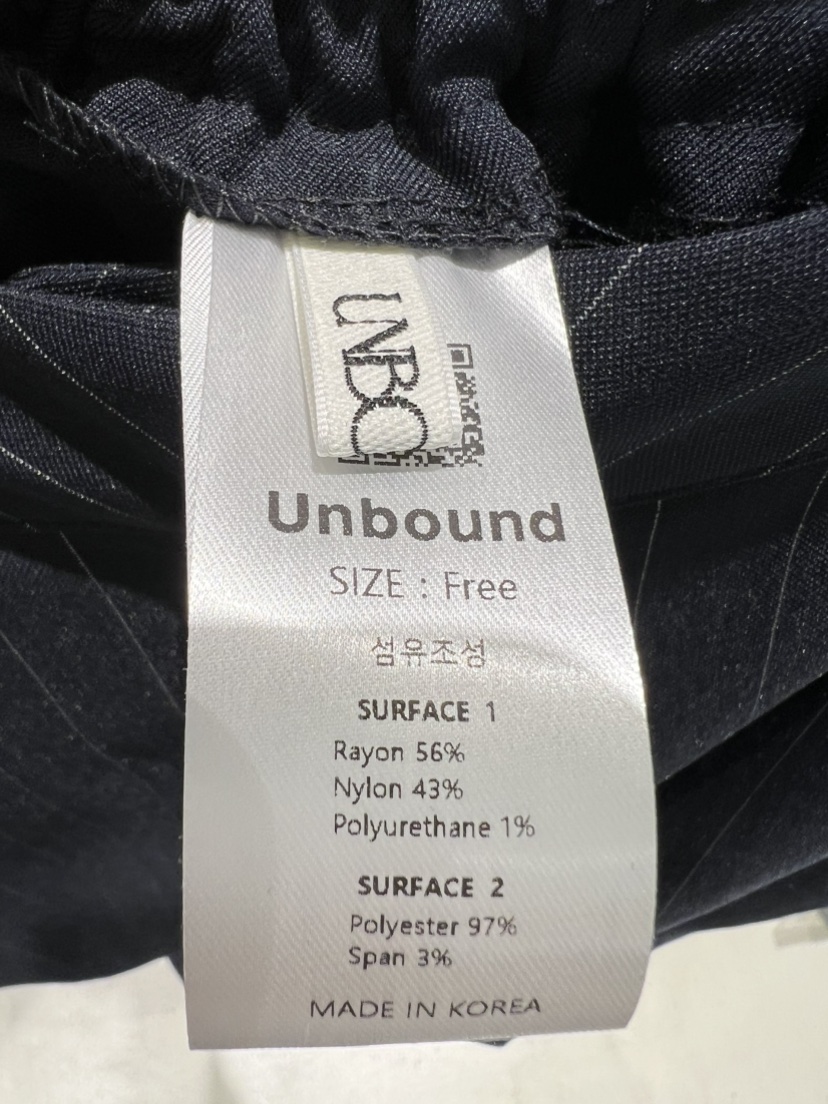 UNBO
Unbound
SIZE : Free
섬유조성
SURFACE 1
Rayon 56%
Nylon 43%
Polyurethane 1%
SURFACE 2
Polyester 97%
Span 3%
MADE IN KOREA